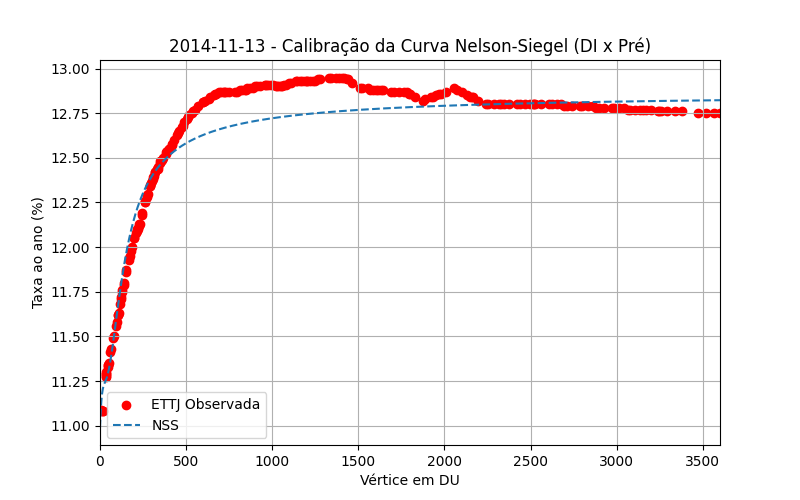 2014-11-13 - Calibração da Curva Nelson-Siegel (DI x Pré)
Taxa ao ano (%)
13.00
12.75
12.50
12.25
12.00
11.75
11.50
11.25
11.00
ETTJ Observada
NSS
0 500 1000 1500 2000 2500 3000 3500
Vértice em DU